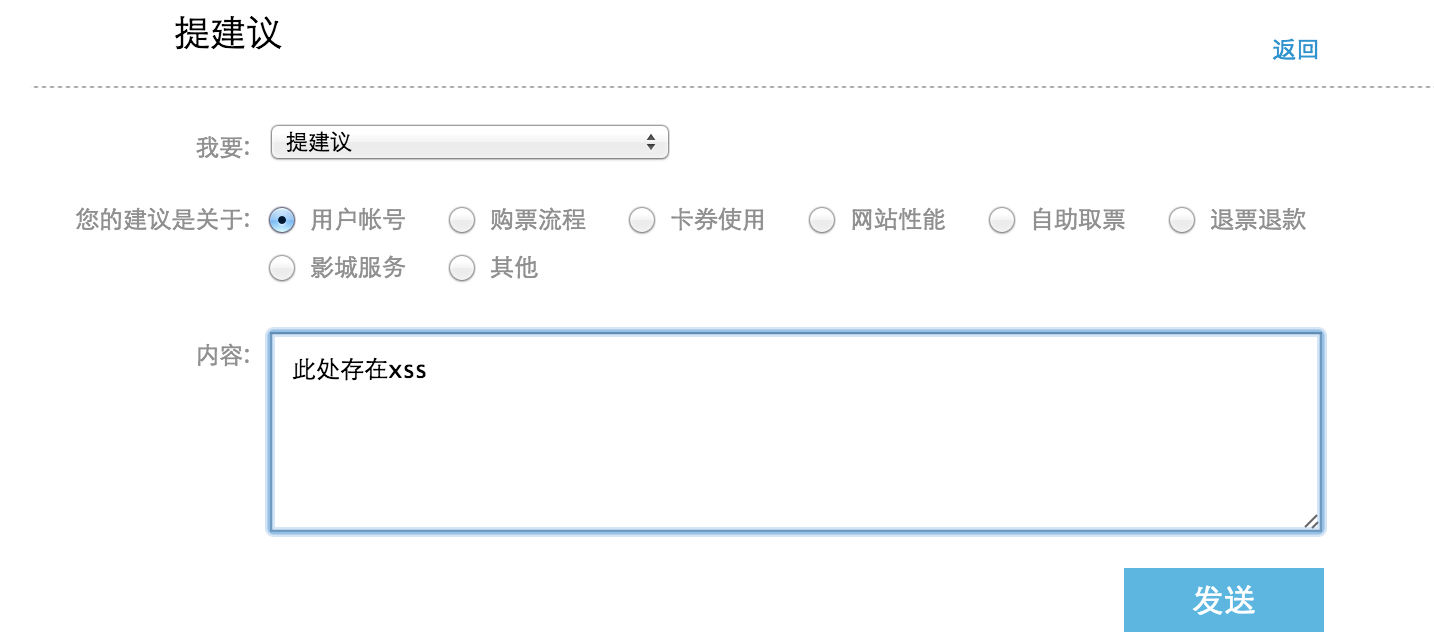 提建议
返回
我要: 提建议
您的建议是关于: 用户帐号 购票流程 卡券使用 网站性能 自助取票 退票退款
影城服务 其他
内容: 此处存在xss
发送